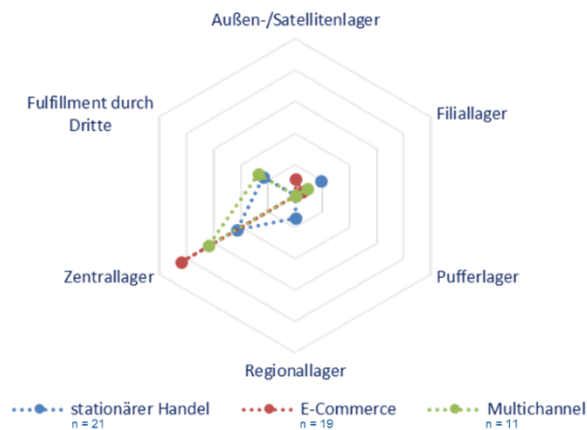 Außen-/Satellitenlager
Fulfillment durch
Dritte
Filiallager
Zentrallager
Pufferlager
Regionallager
stationärer Handel
n = 21
E-Commerce
n = 19
Multichannel
n = 11